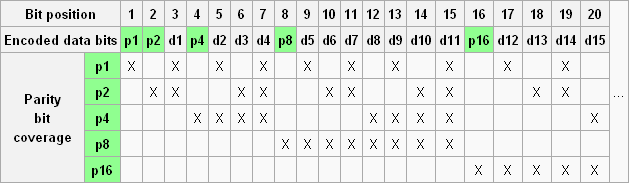 Bit position 1 2 3 4 5 6 7 8 9 10 11 12 13 14 15 16 17 18 19 20
Encoded data bits p1 p2 d1 p4 d2 d3 d4 p8 d5 d6 d7 d8 d9 d10 d11 p16 d12 d13 d14 d15
Parity bit coverage
p1 X X X X X X X X X X
p2 X X X X X X X X X X
p4 X X X X X X X X X
p8 X X X X X X X X
p16 X X X X X
...